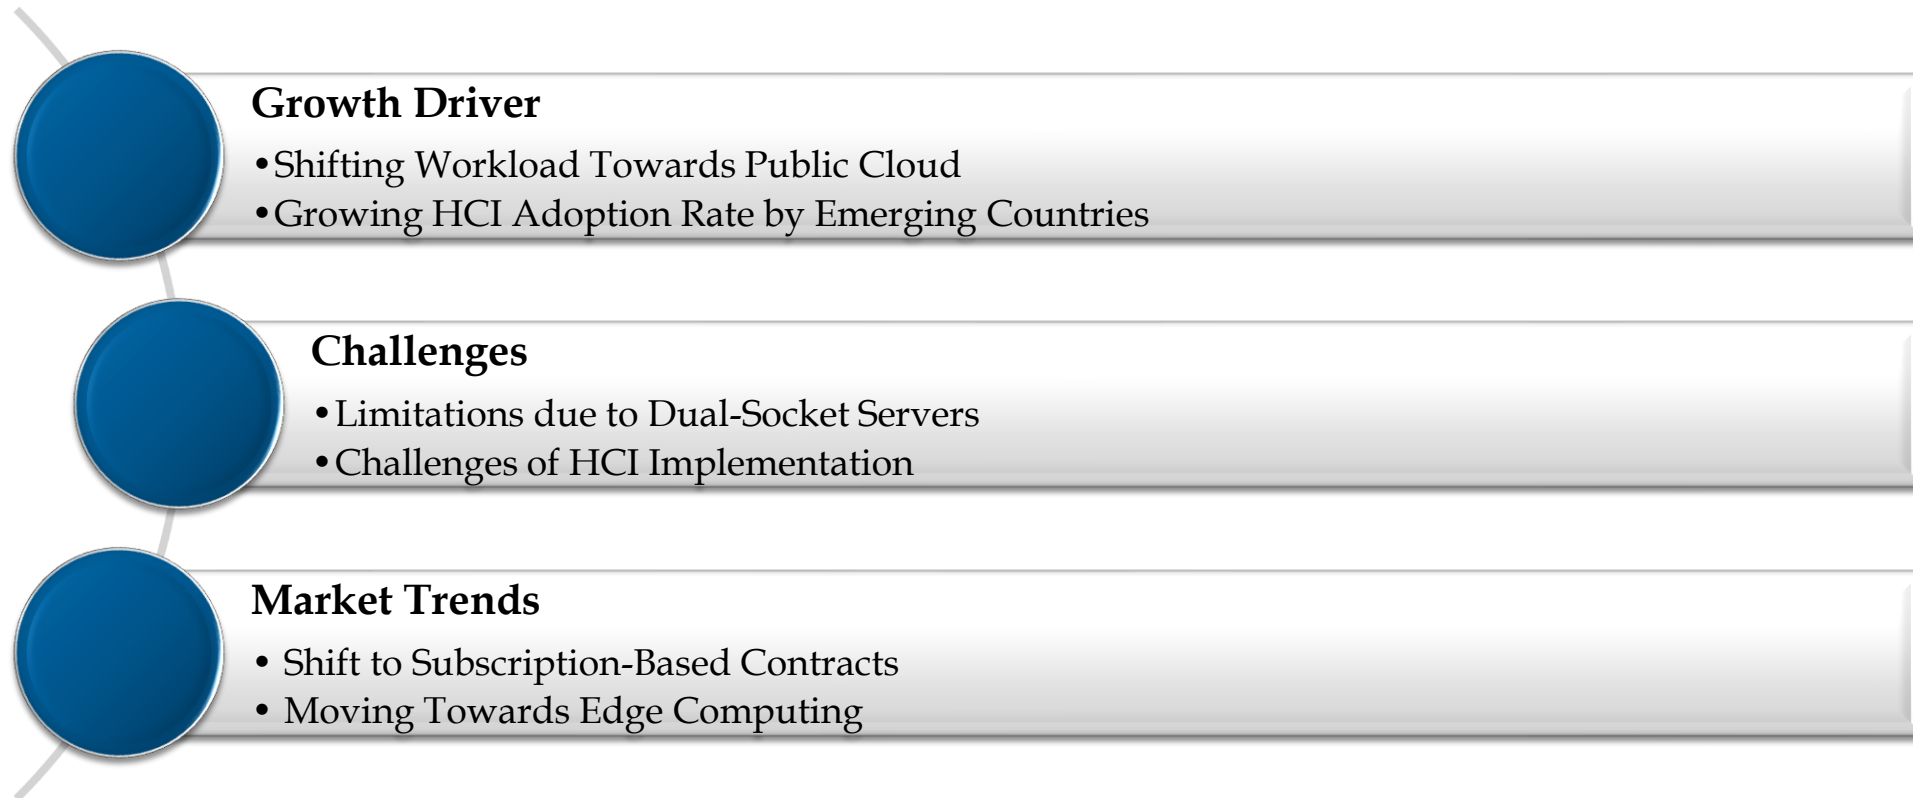 Growth Driver
•Shifting Workload Towards Public Cloud
•Growing HCI Adoption Rate by Emerging Countries
Challenges
•Limitations due to Dual-Socket Servers
•Challenges of HCI Implementation
Market Trends
• Shift to Subscription-Based Contracts
• Moving Towards Edge Computing